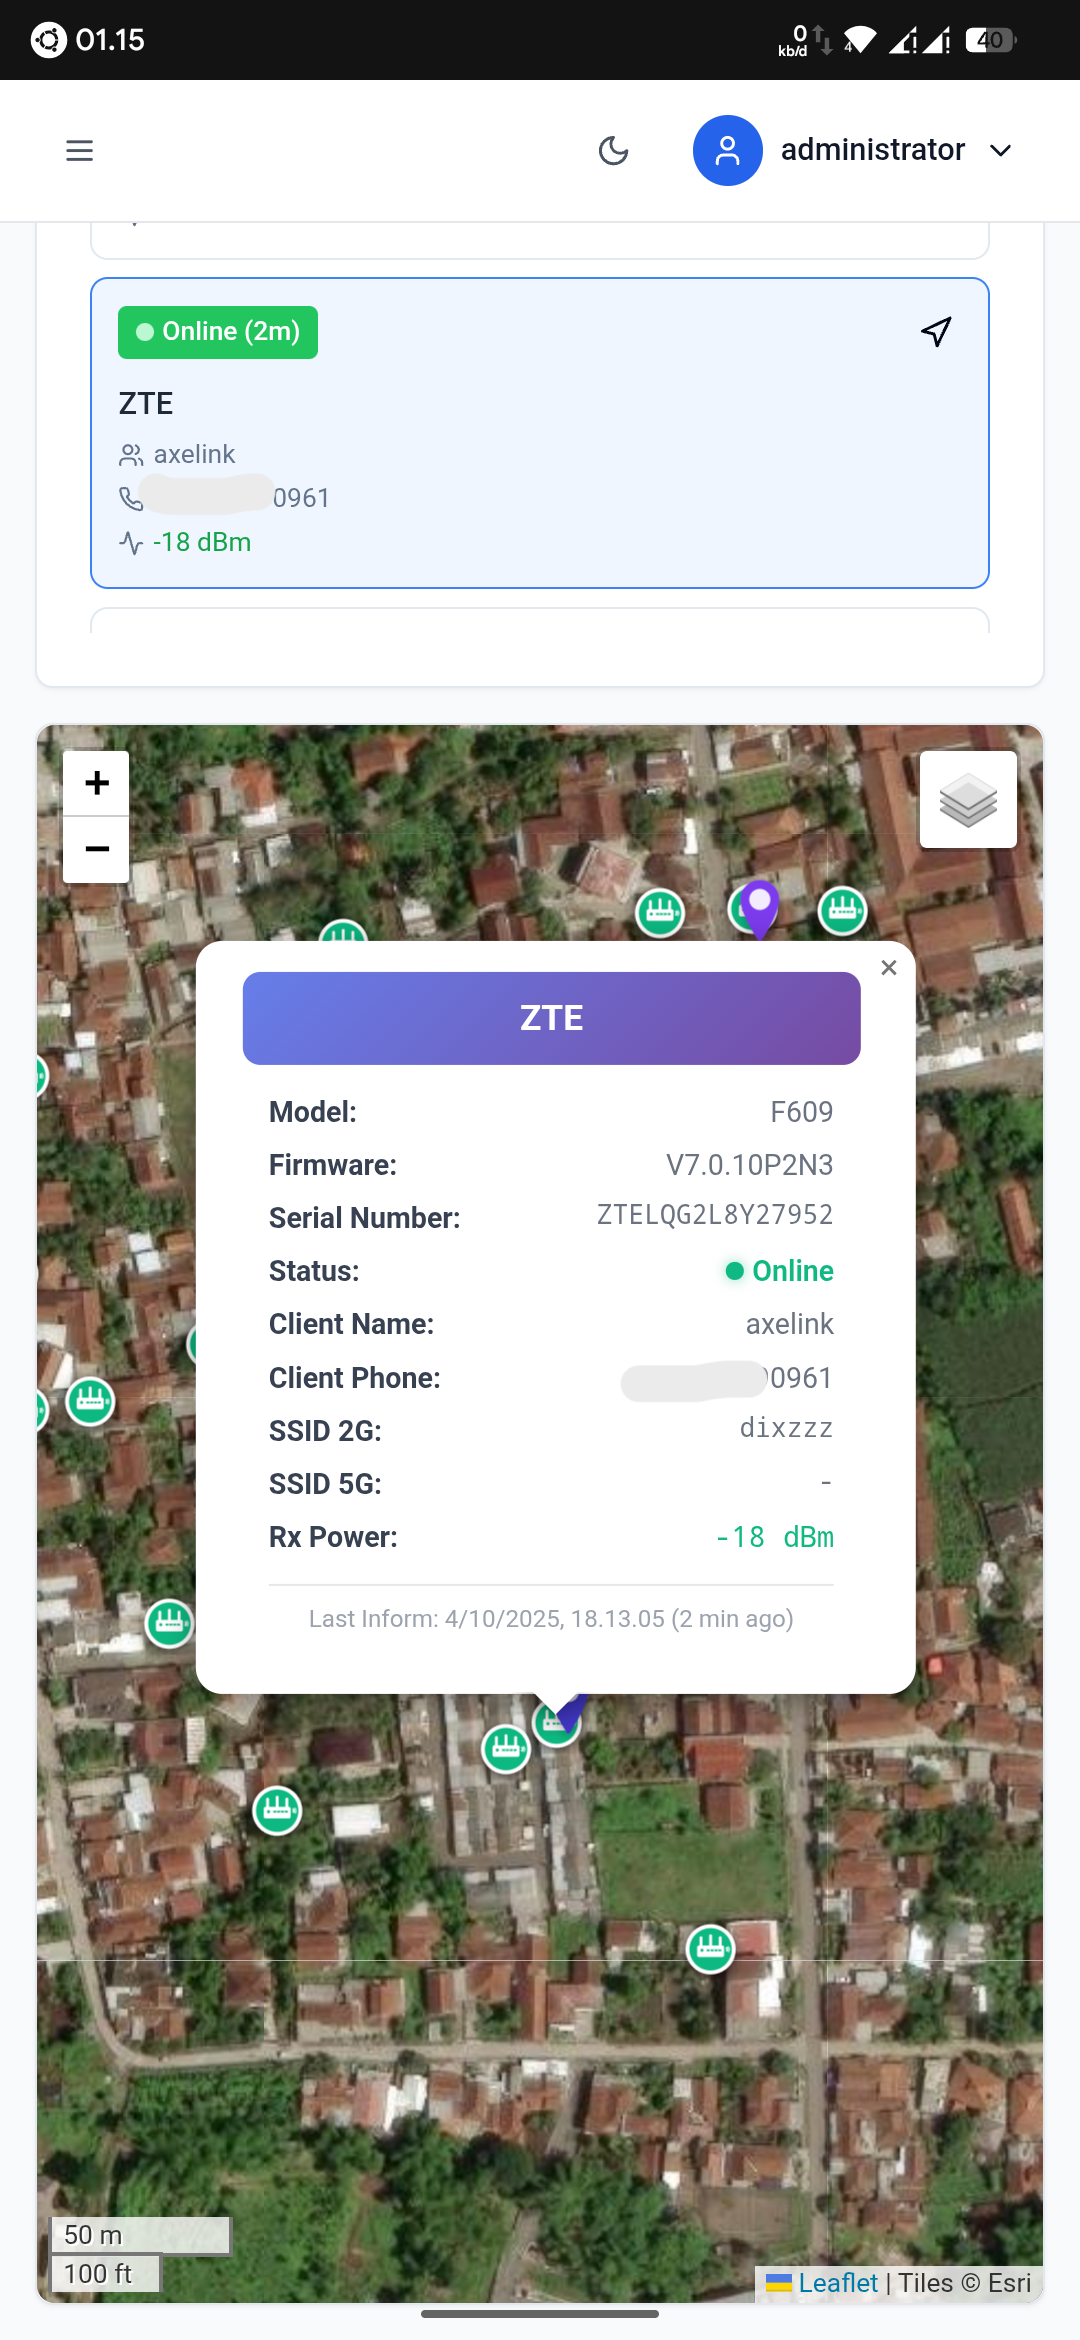 01.15
0 kb/d
4
40
administrator
Online (2m)
ZTE
axelink
0961
-18 dBm
+
−
×
ZTE
Model: F609
Firmware: V7.0.10P2N3
Serial Number: ZTELQG2L8Y27952
Status: Online
Client Name: axelink
Client Phone: 0961
SSID 2G: dixzzz
SSID 5G: -
Rx Power: -18 dBm
Last Inform: 4/10/2025, 18.13.05 (2 min ago)
50 m
100 ft
Leaflet | Tiles © Esri